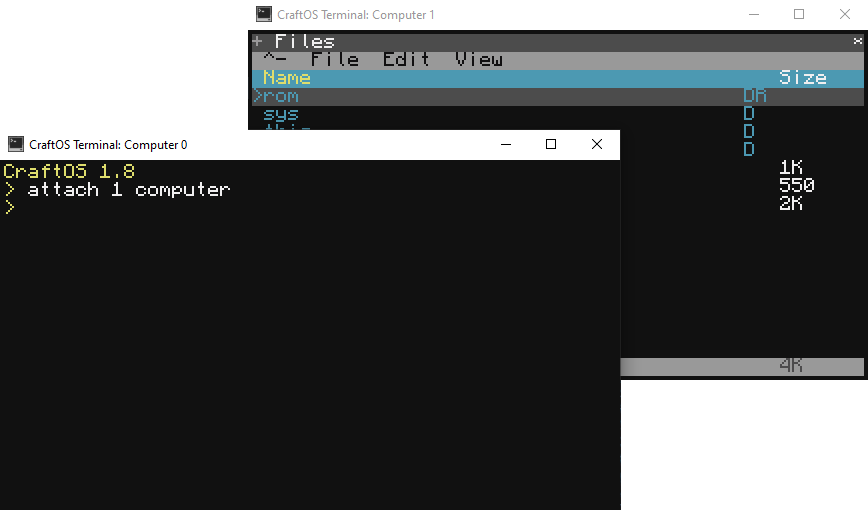 CraftOS Terminal: Computer 1
+ Files ×
^- File Edit View
Name Size
>rom DR
sys D
D
D
1K
550
2K
4K
CraftOS Terminal: Computer 0
CraftOS 1.8
> attach 1 computer
>